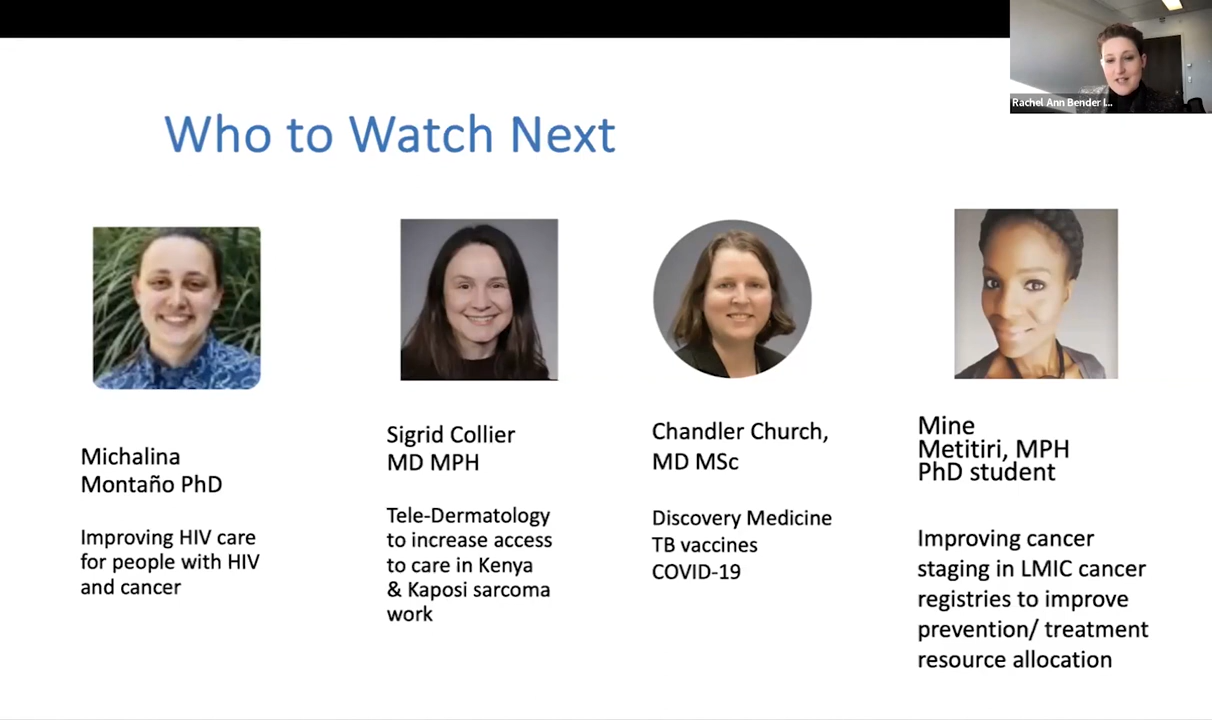 Rachel Ann Bender I...
Who to Watch Next
Michalina
Montaño PhD
Improving HIV care
for people with HIV
and cancer
Sigrid Collier
MD MPH
Tele-Dermatology
to increase access
to care in Kenya
& Kaposi sarcoma
work
Chandler Church,
MD MSc
Discovery Medicine
TB vaccines
COVID-19
Mine
Metitiri, MPH
PhD student
Improving cancer
staging in LMIC cancer
registries to improve
prevention/ treatment
resource allocation